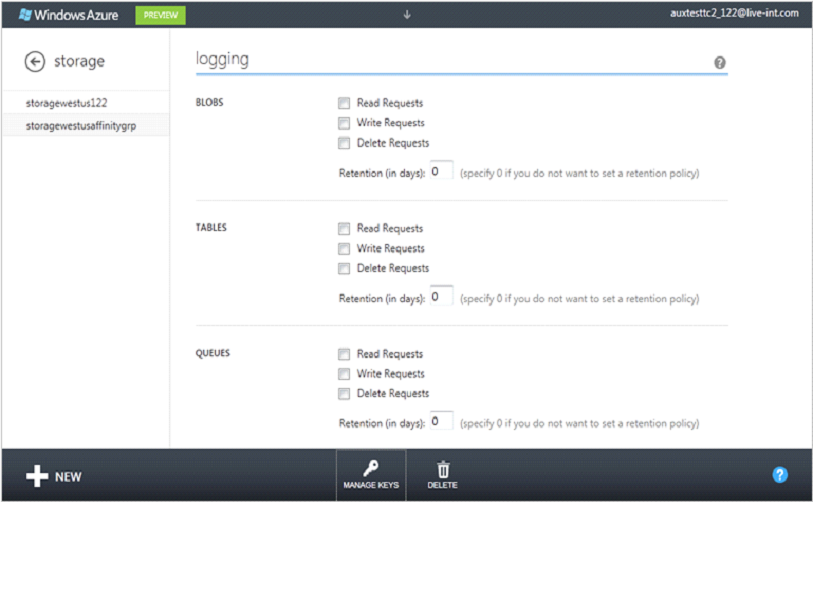 Windows Azure PREVIEW auxtesttc2_122@live-int.com
storage
storagewestus122
storagewestusaffinitygrp
logging ?
BLOBS Read Requests
Write Requests
Delete Requests
Retention (in days): 0 (specify 0 if you do not want to set a retention policy)
TABLES Read Requests
Write Requests
Delete Requests
Retention (in days): 0 (specify 0 if you do not want to set a retention policy)
QUEUES Read Requests
Write Requests
Delete Requests
Retention (in days): 0 (specify 0 if you do not want to set a retention policy)
NEW MANAGE KEYS DELETE ?